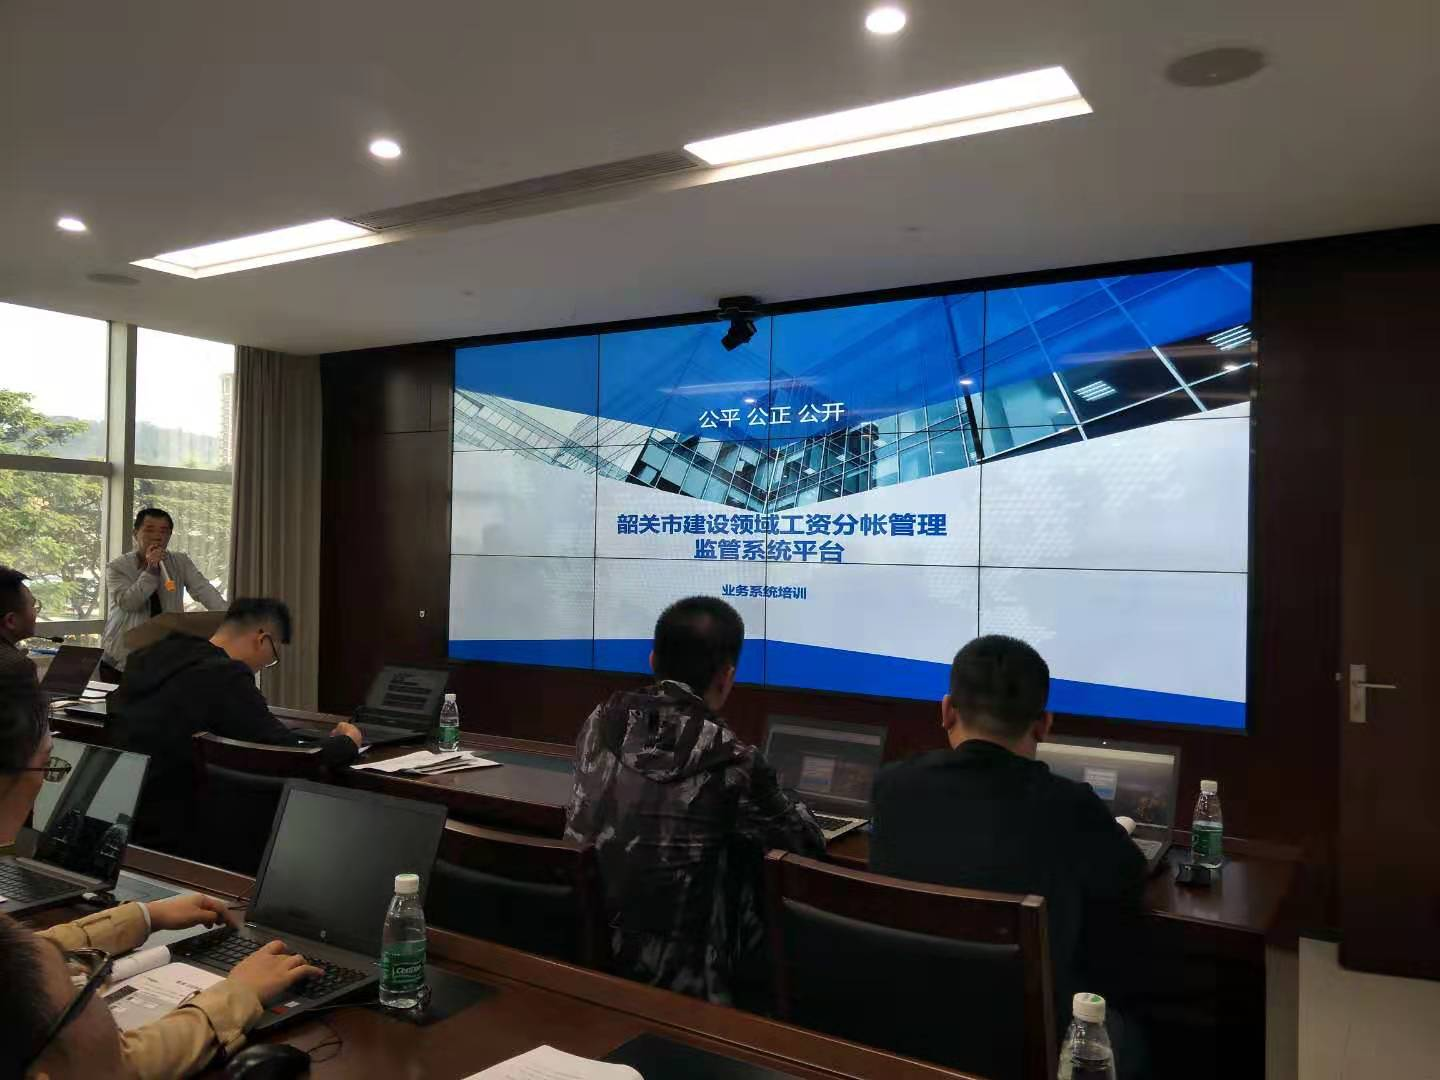 公平 公正 公开
韶关市建设领域工资分帐管理
监管系统平台
业务系统培训